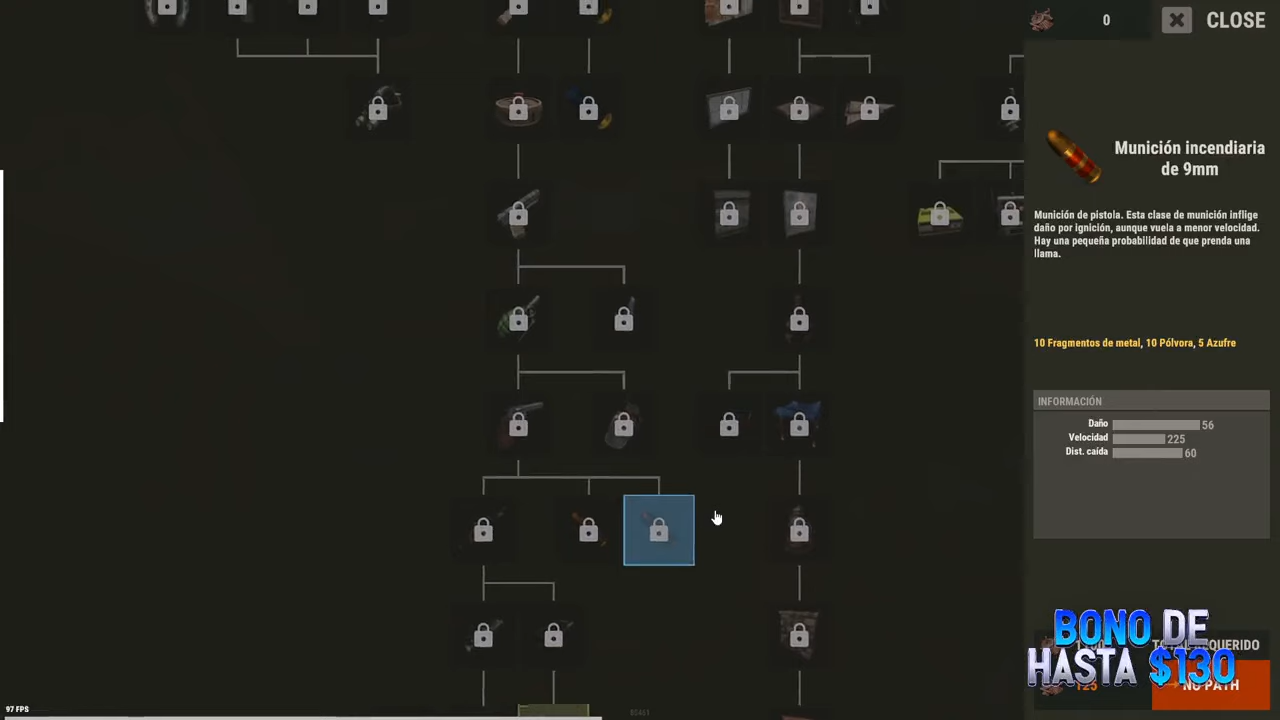 0
CLOSE
Munición incendiaria
de 9mm
Munición de pistola. Esta clase de munición inflige
daño por ignición, aunque vuela a menor velocidad.
Hay una pequeña probabilidad de que prenda una
llama.
10 Fragmentos de metal, 10 Pólvora, 5 Azufre
INFORMACIÓN
Daño 56
Velocidad 225
Dist. caída 60
BONO DE
HASTA $130
125
NO PATH
97 FPS